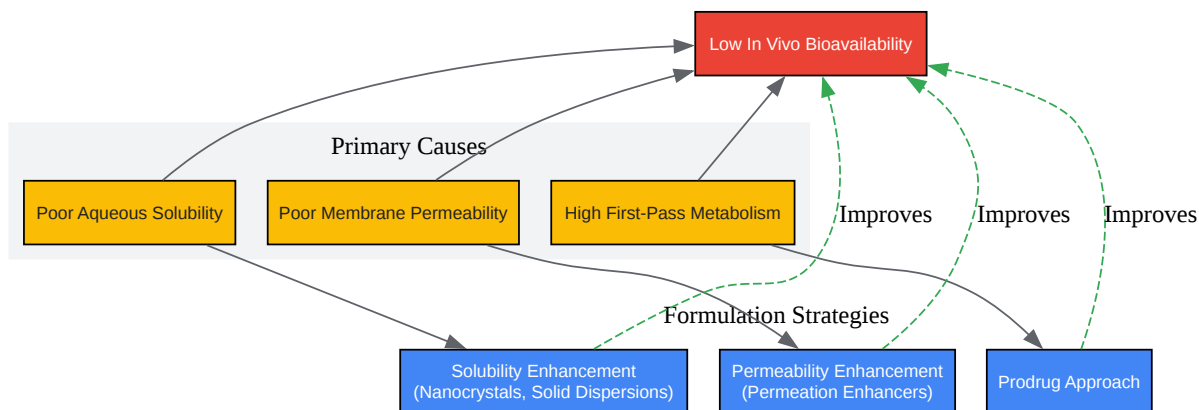 Low In Vivo Bioavailability
Primary Causes
Poor Aqueous Solubility
Poor Membrane Permeability
High First-Pass Metabolism
Improves
Improves
Improves
Formulation Strategies
Solubility Enhancement
(Nanocrystals, Solid Dispersions)
Permeability Enhancement
(Permeation Enhancers)
Prodrug Approach